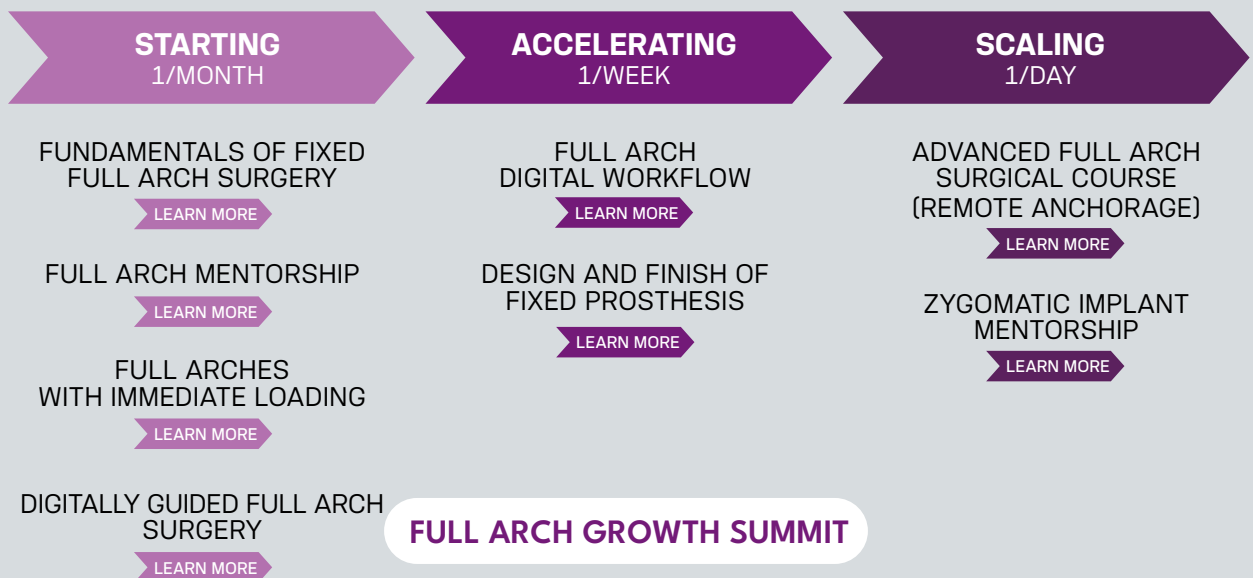 STARTING
1/MONTH
FUNDAMENTALS OF FIXED
FULL ARCH SURGERY
LEARN MORE
FULL ARCH MENTORSHIP
LEARN MORE
FULL ARCHES
WITH IMMEDIATE LOADING
LEARN MORE
DIGITALLY GUIDED FULL ARCH
SURGERY
LEARN MORE
ACCELERATING
1/WEEK
FULL ARCH
DIGITAL WORKFLOW
LEARN MORE
DESIGN AND FINISH OF
FIXED PROSTHESIS
LEARN MORE
SCALING
1/DAY
ADVANCED FULL ARCH
SURGICAL COURSE
(REMOTE ANCHORAGE)
LEARN MORE
ZYGOMATIC IMPLANT
MENTORSHIP
LEARN MORE
FULL ARCH GROWTH SUMMIT